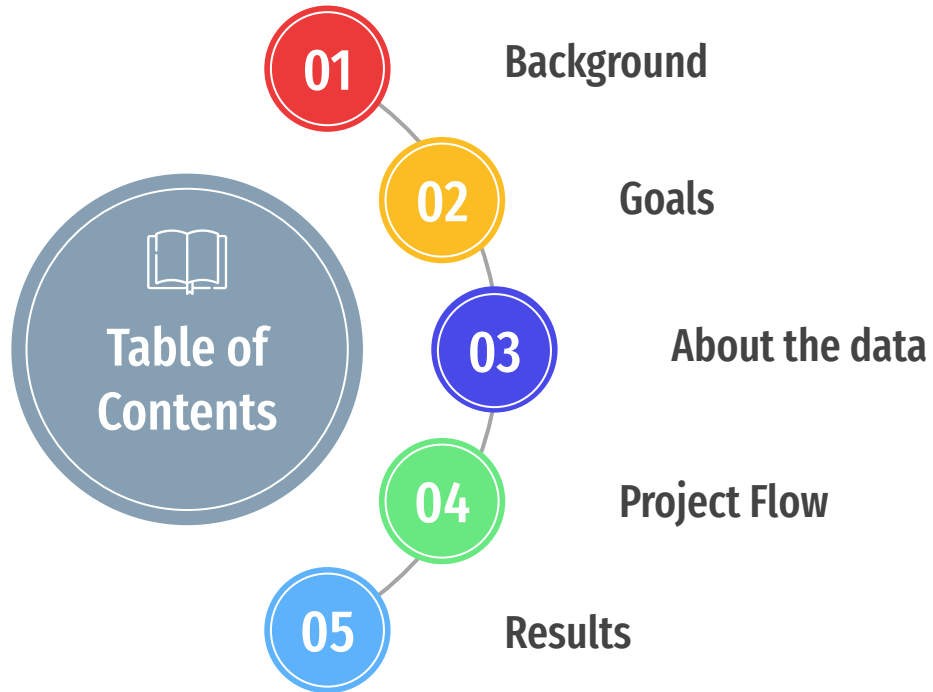 Table of
Contents
01
Background
02
Goals
03
About the data
04
Project Flow
05
Results